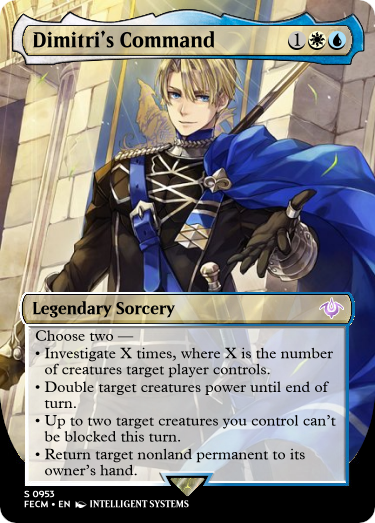 Dimitri's Command 1
Legendary Sorcery
Choose two —
• Investigate X times, where X is the number
of creatures target player controls.
• Double target creatures power until end of
turn.
• Up to two target creatures you control can't
be blocked this turn.
• Return target nonland permanent to its
owner's hand.
S 0953
FECM • EN INTELLIGENT SYSTEMS